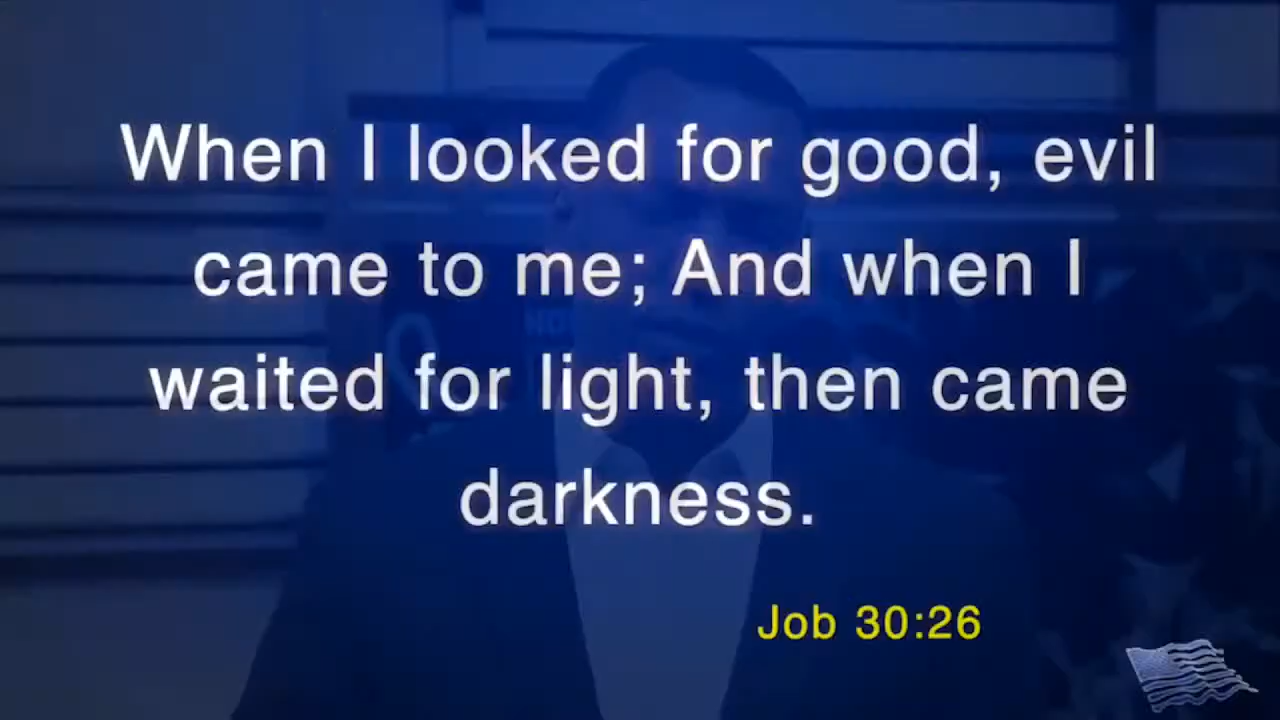 When I looked for good, evil
came to me; And when I
waited for light, then came
darkness.
Job 30:26